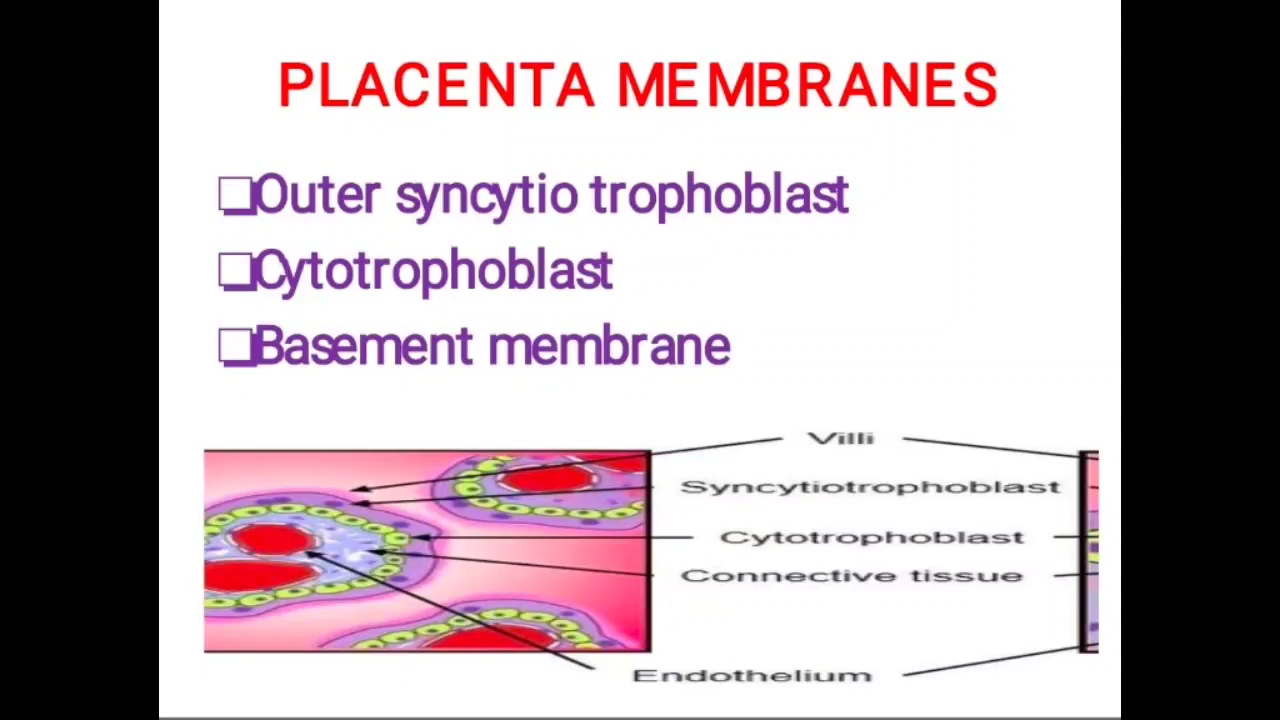 PLACENTA MEMBRANES
❑Outer syncytio trophoblast
❑Cytotrophoblast
❑Basement membrane
Villi
Syncytiotrophoblast
Cytotrophoblast
Connective tissue
Endothelium